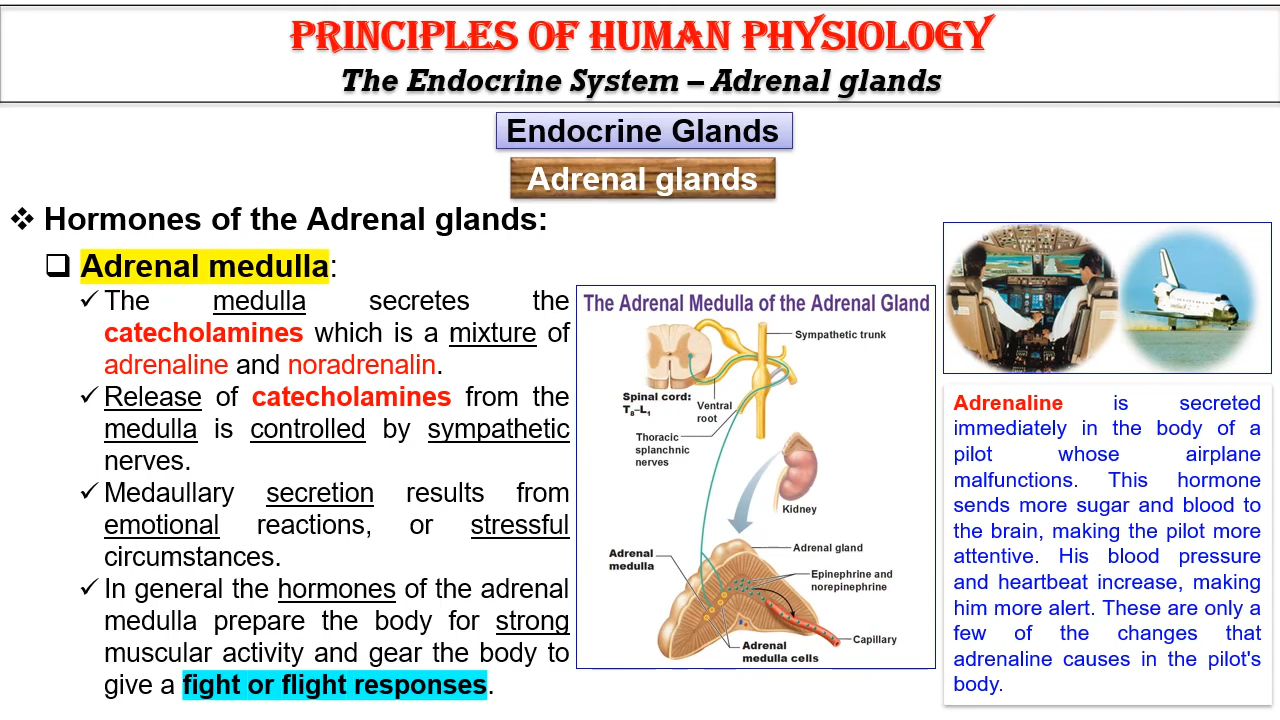 PRINCIPLES OF HUMAN PHYSIOLOGY
The Endocrine System – Adrenal glands
Endocrine Glands
Adrenal glands
❖ Hormones of the Adrenal glands:
❑ Adrenal medulla:
✓ The medulla secretes the
catecholamines which is a mixture of
adrenaline and noradrenalin.
✓ Release of catecholamines from the
medulla is controlled by sympathetic
nerves.
✓ Medaullary secretion results from
emotional reactions, or stressful
circumstances.
✓ In general the hormones of the adrenal
medulla prepare the body for strong
muscular activity and gear the body to
give a fight or flight responses.
The Adrenal Medulla of the Adrenal Gland
Sympathetic trunk
Spinal cord:
T8–L1
Ventral
root
Thoracic
splanchnic
nerves
Kidney
Adrenal
medulla
Adrenal gland
Epinephrine and
norepinephrine
Capillary
Adrenal
medulla cells
Adrenaline is secreted
immediately in the body of a
pilot whose airplane
malfunctions. This hormone
sends more sugar and blood to
the brain, making the pilot more
attentive. His blood pressure
and heartbeat increase, making
him more alert. These are only a
few of the changes that
adrenaline causes in the pilot's
body.